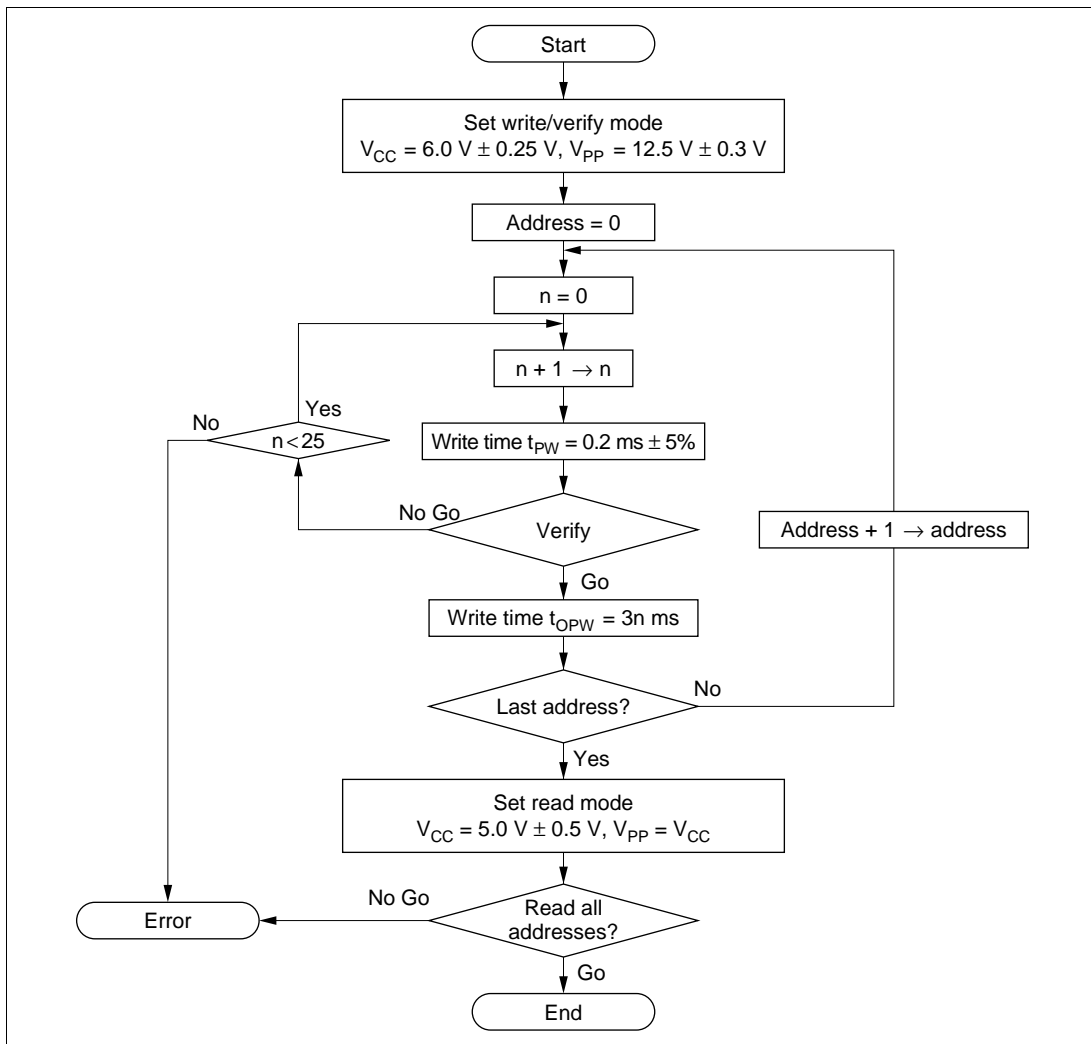 Start
Set write/verify mode
VCC = 6.0 V ± 0.25 V, VPP = 12.5 V ± 0.3 V
Address = 0
n = 0
n + 1 → n
No
Yes
n<25
Write time tPW = 0.2 ms ± 5%
No Go
Verify
Address + 1 → address
Go
Write time tOPW = 3n ms
Last address?
No
Yes
Set read mode
VCC = 5.0 V ± 0.5 V, VPP = VCC
No Go
Read all
addresses?
Error
Go
End